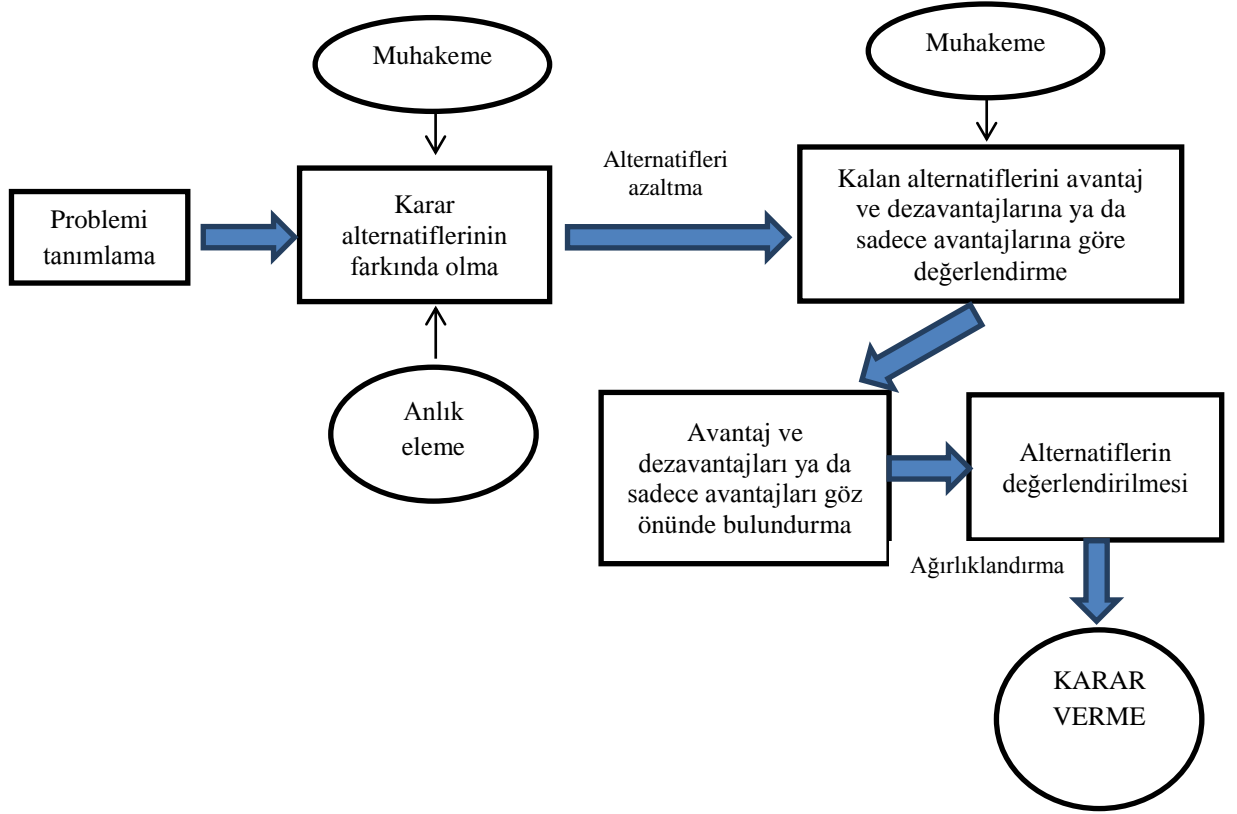 Muhakeme
Muhakeme
Problemi
tanımlama
Karar
alternatiflerinin
farkında olma
Alternatifleri
azaltma
Kalan alternatiflerini avantaj
ve dezavantajlarına ya da
sadece avantajlarına göre
değerlendirme
Anlık
eleme
Avantaj ve
dezavantajları ya da
sadece avantajları göz
önünde bulundurma
Alternatiflerin
değerlendirilmesi
Ağırlıklandırma
KARAR
VERME